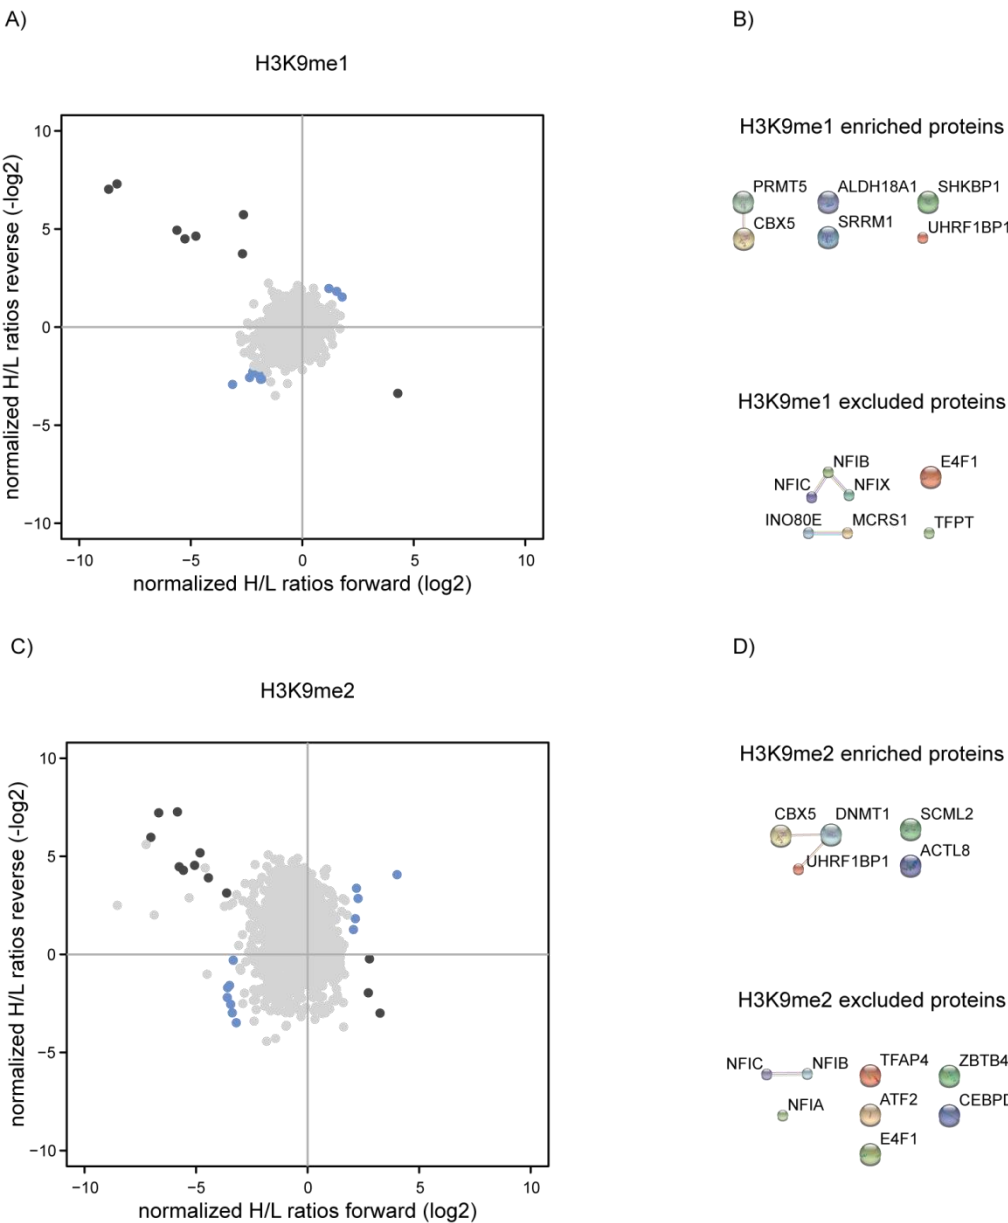 A)
B)
H3K9me1
10
5
0
−5
−10
−10
−5
0
5
10
normalized H/L ratios reverse (-log2)
normalized H/L ratios forward (log2)
H3K9me1 enriched proteins
PRMT5
ALDH18A1
SHKBP1
CBX5
SRRM1
UHRF1BP1
H3K9me1 excluded proteins
NFIB
E4F1
NFIC
NFIX
INO80E
MCRS1
TFPT
C)
D)
H3K9me2
10
5
0
−5
−10
−10
−5
0
5
10
normalized H/L ratios reverse (-log2)
normalized H/L ratios forward (log2)
H3K9me2 enriched proteins
CBX5
DNMT1
SCML2
UHRF1BP1
ACTL8
H3K9me2 excluded proteins
NFIC
NFIB
TFAP4
ZBTB4
NFIA
ATF2
CEBPD
E4F1